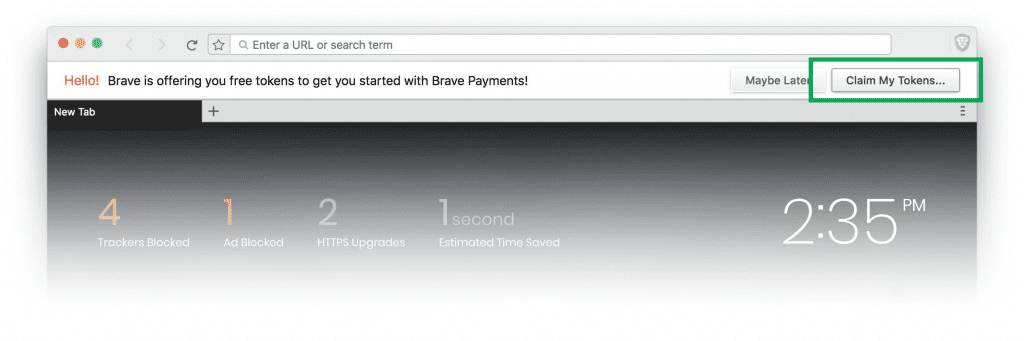 Enter a URL or search term
Hello! Brave is offering you free tokens to get you started with Brave Payments!
Maybe Later
Claim My Tokens...
New Tab
4
Trackers Blocked
1
Ad Blocked
2
HTTPS Upgrades
1 second
Estimated Time Saved
2:35 PM